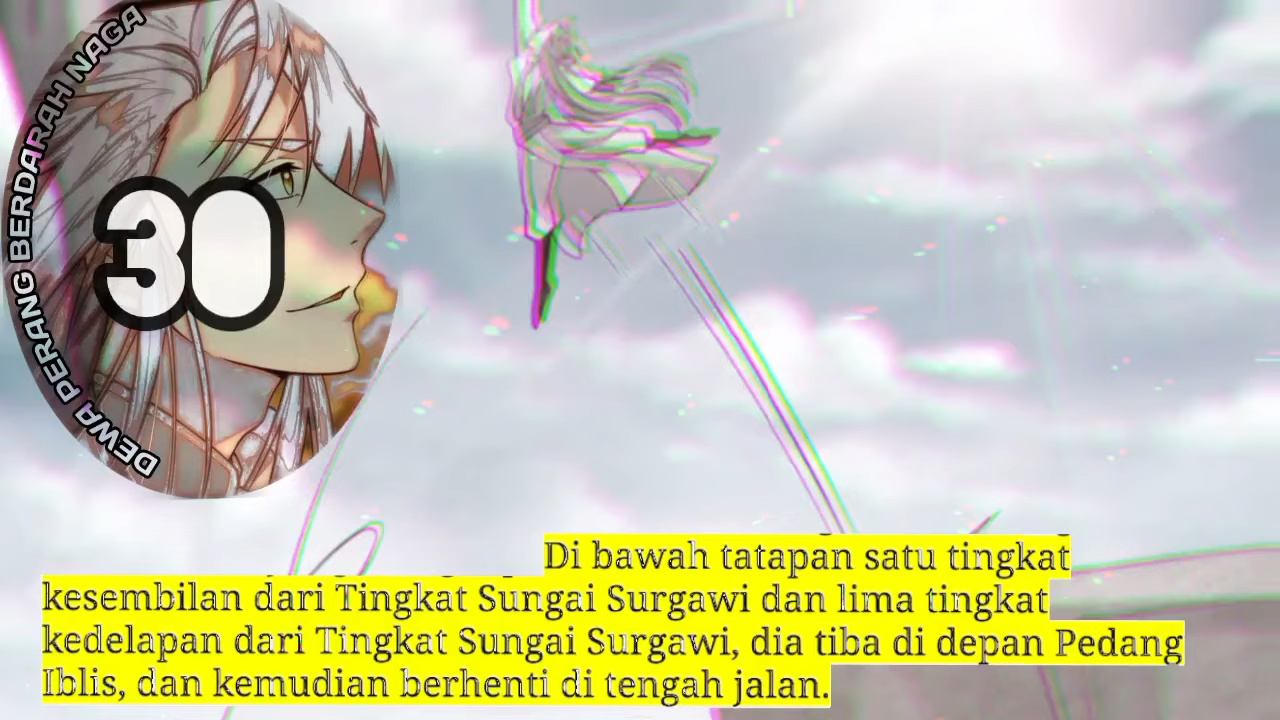 DEWA PERANG BERDARAH NAGA
30
Di bawah tatapan satu tingkat
kesembilan dari Tingkat Sungai Surgawi dan lima tingkat
kedelapan dari Tingkat Sungai Surgawi, dia tiba di depan Pedang
Iblis, dan kemudian berhenti di tengah jalan.